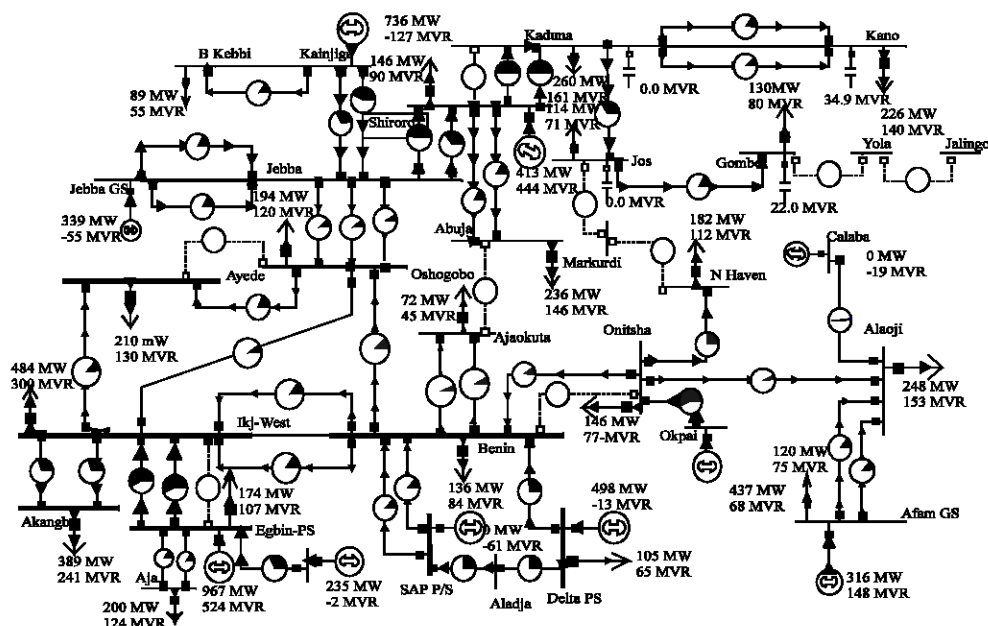 736 MW
-127 MVR
Kaduna
Kano
B Kebbi
Kainji
146 MW
90 MVR
89 MW
55 MVR
260 MW
161 MVR
0.0 MVR
130MW
80 MVR
34.9 MVR
226 MW
140 MVR
Shiroro
114 MW
71 MVR
Jebba
Jos
Gombe
Yola
Jalingo
Jebba GS
194 MW
120 MVR
413 MW
444 MVR
0.0 MVR
22.0 MVR
339 MW
-55 MVR
182 MW
112 MVR
Calaba
Abuja
Markurdi
0 MW
-19 MVR
Ayede
Oshogobo
N Haven
72 MW
45 MVR
236 MW
146 MVR
210 mW
130 MVR
Ajaokuta
Onitsha
Alaoji
484 MW
300 MVR
248 MW
153 MVR
Ikj-West
Benin
146 MW
77-MVR
Okpai
120 MW
75 MVR
174 MW
107 MVR
136 MW
84 MVR
498 MW
-13 MVR
437 MW
68 MVR
Akangb
Egbin-PS
Afam GS
389 MW
241 MVR
0 MW
-61 MVR
105 MW
65 MVR
Aja
967 MW
524 MVR
235 MW
-2 MVR
SAP P/S
Aladja
Delta PS
316 MW
148 MVR
200 MW
124 MVR